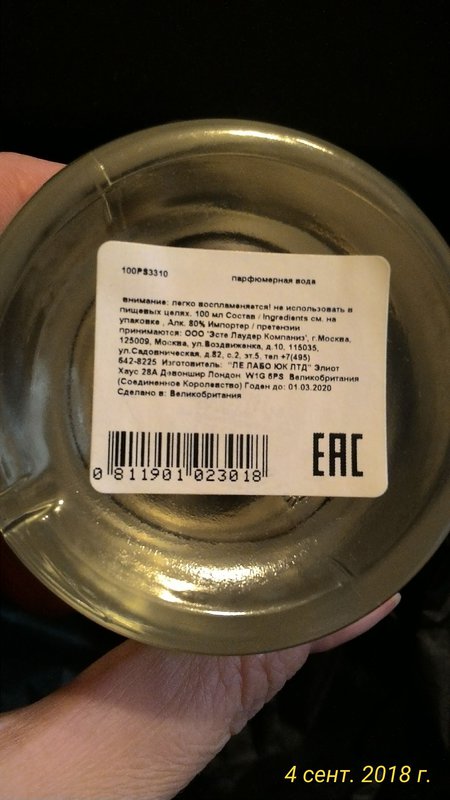 100PS3310 парфюмерная вода
внимание: легко воспламеняется! не использовать в
пищевых целях. 100 мл Состав / Ingredients см. на
упаковке , Алк. 80% Импортер / претензии
принимаются: ООО 'Эсте Лаудер Компаниз', г.Москва,
125009, Москва, ул.Воздвиженка, д.10, 115035,
ул.Садовническая, д.82, с.2, эт.5, тел +7(495)
642-8225 Изготовитель: "ЛЕ ЛАБО ЮК ЛТД" Элиот
Хаус 28А Девоншир Лондон W1G 6PS Великобритания
(Соединенное Королевство) Годен до: 01.03.2020
Сделано в: Великобритания
0 811901 023018
EAC
4 сент. 2018 г.